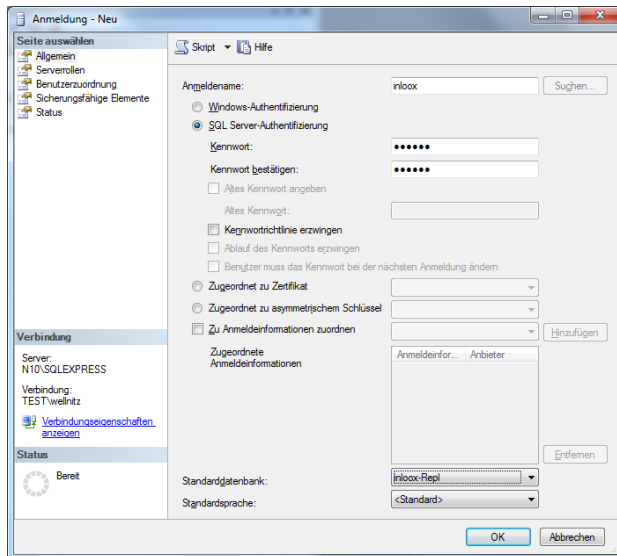 Anmeldung - Neu
Seite auswählen
Allgemein
Serverrollen
Benutzerzuordnung
Sicherungsfähige Elemente
Status
Skript
Hilfe
Anmeldename:
inloox
Suchen...
Windows-Authentifizierung
SQL Server-Authentifizierung
Kennwort:
●●●●●●
Kennwort bestätigen:
●●●●●●
Altes Kennwort angeben
Altes Kennwort:
Kennwortrichtlinie erzwingen
Ablauf des Kennworts erzwingen
Benutzer muss das Kennwort bei der nächsten Anmeldung ändern
Zugeordnet zu Zertifikat
Zugeordnet zu asymmetrischem Schlüssel
Zu Anmeldeinformationen zuordnen
Hinzufügen
Zugeordnete
Anmeldeinformationen
Anmeldeinfor... Anbieter
Entfernen
Standarddatenbank:
inloox-Repl
Standardsprache:
<Standard>
Verbindung
Server:
N10\SQLEXPRESS
Verbindung:
TEST\wellnitz
Verbindungseigenschaften
anzeigen
Status
Bereit
OK
Abbrechen